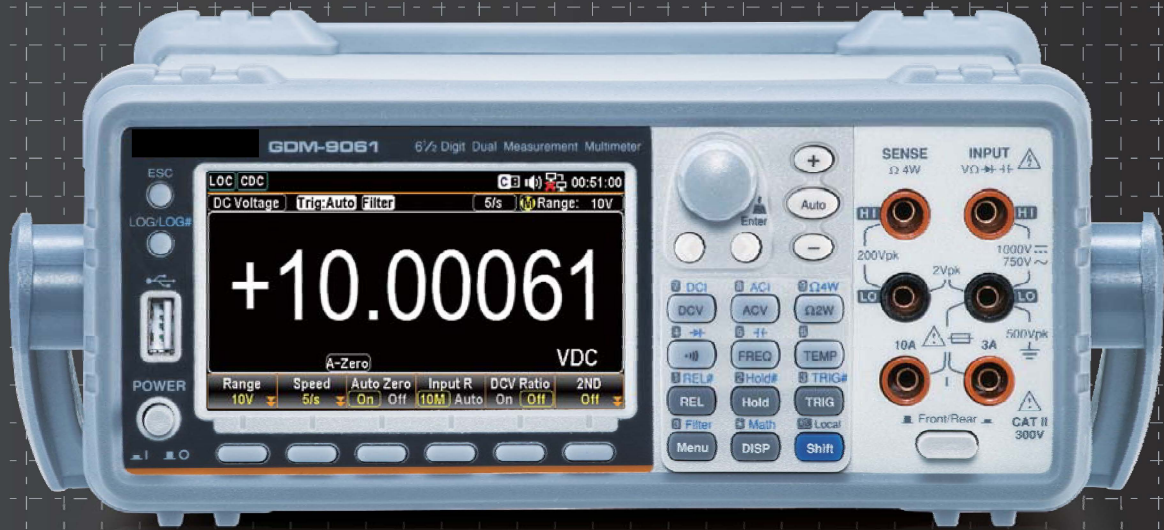 GDM-9061 6½ Digit Dual Measurement Multimeter
ESC
LOG/LOG#
POWER
I O
LOC CDC CB 00:51:00
DC Voltage Trig:Auto Filter 5/s M Range: 10V
+10.00061
A-Zero VDC
Range Speed Auto Zero Input R DCV Ratio 2ND
10V 5/s On Off 10M Auto On Off Off
Enter
+
Auto
−
DCI ACI Ω4W
DCV ACV Ω2W
FREQ TEMP
REL# Hold# TRIG#
REL Hold TRIG
Filter Math Local
Menu DISP Shift
SENSE INPUT
Ω 4W VΩ
HI HI
200Vpk 1000V
750V
2Vpk
LO LO
500Vpk
10A 3A
Front/Rear
CAT II
300V